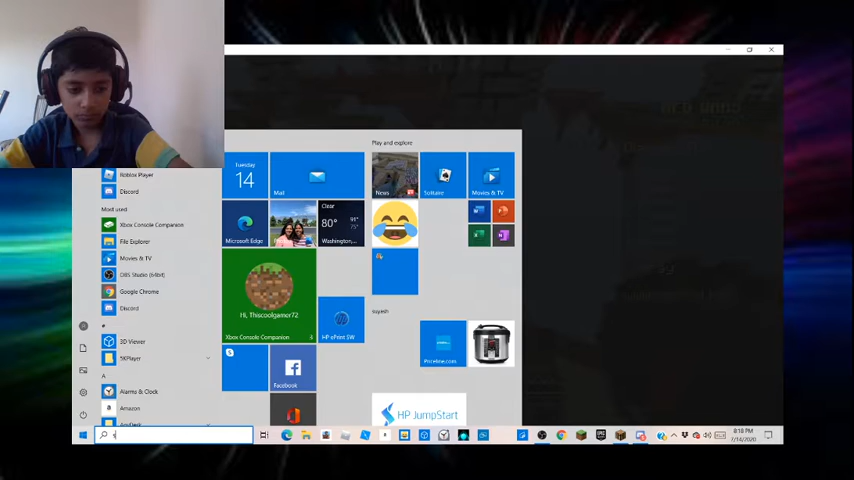 Play and explore
Tuesday
14
Mail
News
Solitaire
Movies & TV
Roblox Player
Discord
Most used
Xbox Console Companion
File Explorer
Movies & TV
OBS Studio (64bit)
Google Chrome
Discord
#
3D Viewer
5KPlayer
A
Alarms & Clock
Amazon
Microsoft Edge
Clear
80°
Washington,...
Hi, Thiscoolgamer72
Xbox Console Companion
HP ePrint SW
Facebook
Priceline.com
HP JumpStart
8:18 PM
7/14/2020